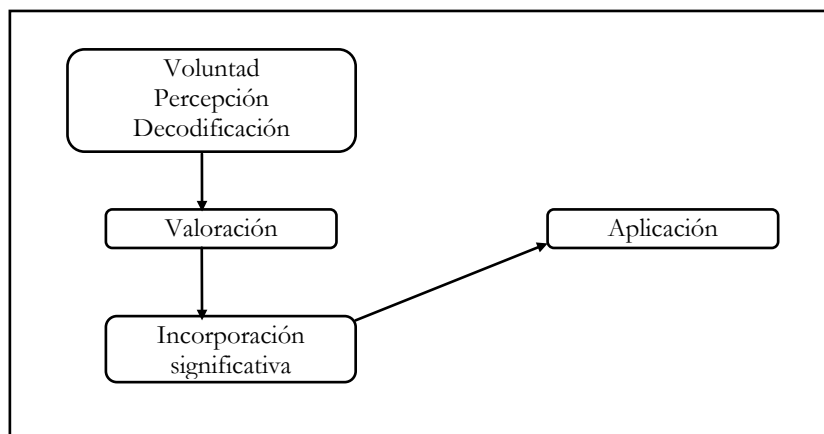 Voluntad
Percepción
Decodificación
Valoración
Aplicación
Incorporación
significativa